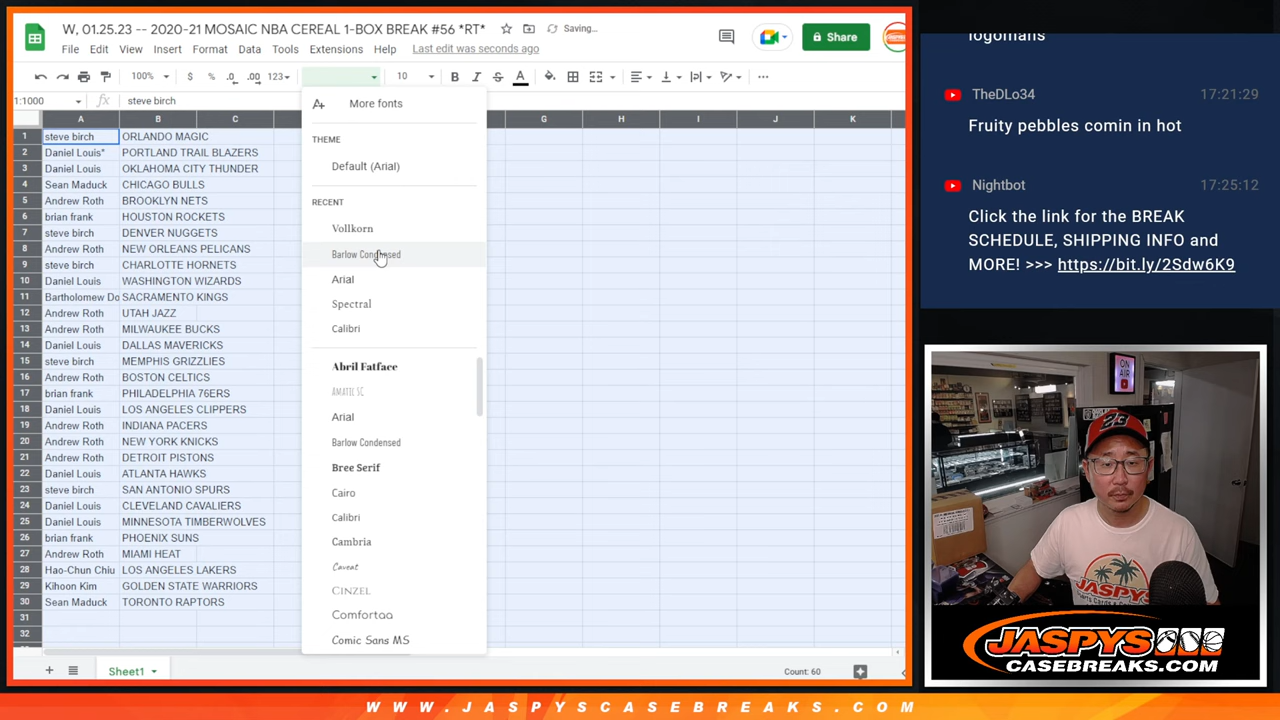 W, 01.25.23 -- 2020-21 MOSAIC NBA CEREAL 1-BOX BREAK #56 *RT* Saving...
File Edit View Insert Format Data Tools Extensions Help Last edit was seconds ago
Share
100% $ % .0 .00 123 10 B I S A
1:1000 fx steve birch
A B C G H I J K
1 steve birch ORLANDO MAGIC
2 Daniel Louis* PORTLAND TRAIL BLAZERS
3 Daniel Louis OKLAHOMA CITY THUNDER
4 Sean Maduck CHICAGO BULLS
5 Andrew Roth BROOKLYN NETS
6 brian frank HOUSTON ROCKETS
7 steve birch DENVER NUGGETS
8 Andrew Roth NEW ORLEANS PELICANS
9 steve birch CHARLOTTE HORNETS
10 Daniel Louis WASHINGTON WIZARDS
11 Bartholomew Do SACRAMENTO KINGS
12 Andrew Roth UTAH JAZZ
13 Andrew Roth MILWAUKEE BUCKS
14 Daniel Louis DALLAS MAVERICKS
15 steve birch MEMPHIS GRIZZLIES
16 Andrew Roth BOSTON CELTICS
17 brian frank PHILADELPHIA 76ERS
18 Daniel Louis LOS ANGELES CLIPPERS
19 Andrew Roth INDIANA PACERS
20 Andrew Roth NEW YORK KNICKS
21 Andrew Roth DETROIT PISTONS
22 Daniel Louis ATLANTA HAWKS
23 steve birch SAN ANTONIO SPURS
24 Daniel Louis CLEVELAND CAVALIERS
25 Daniel Louis MINNESOTA TIMBERWOLVES
26 brian frank PHOENIX SUNS
27 Andrew Roth MIAMI HEAT
28 Hao-Chun Chiu LOS ANGELES LAKERS
29 Kihoon Kim GOLDEN STATE WARRIORS
30 Sean Maduck TORONTO RAPTORS
31
32
More fonts
THEME
Default (Arial)
RECENT
Vollkorn
Barlow Condensed
Arial
Spectral
Calibri
Abril Fatface
AMATIC SC
Arial
Barlow Condensed
Bree Serif
Cairo
Calibri
Cambria
Caveat
CINZEL
Comfortaa
Comic Sans MS
Sheet1
Count: 60
logomans
TheDLo34 17:21:29
Fruity pebbles comin in hot
Nightbot 17:25:12
Click the link for the BREAK
SCHEDULE, SHIPPING INFO and
MORE! >>> https://bit.ly/2Sdw6K9
ON
AIR
23
JASPYS
JASPYS
CASEBREAKS.COM
WWW.JASPYSCASEBREAKS.COM